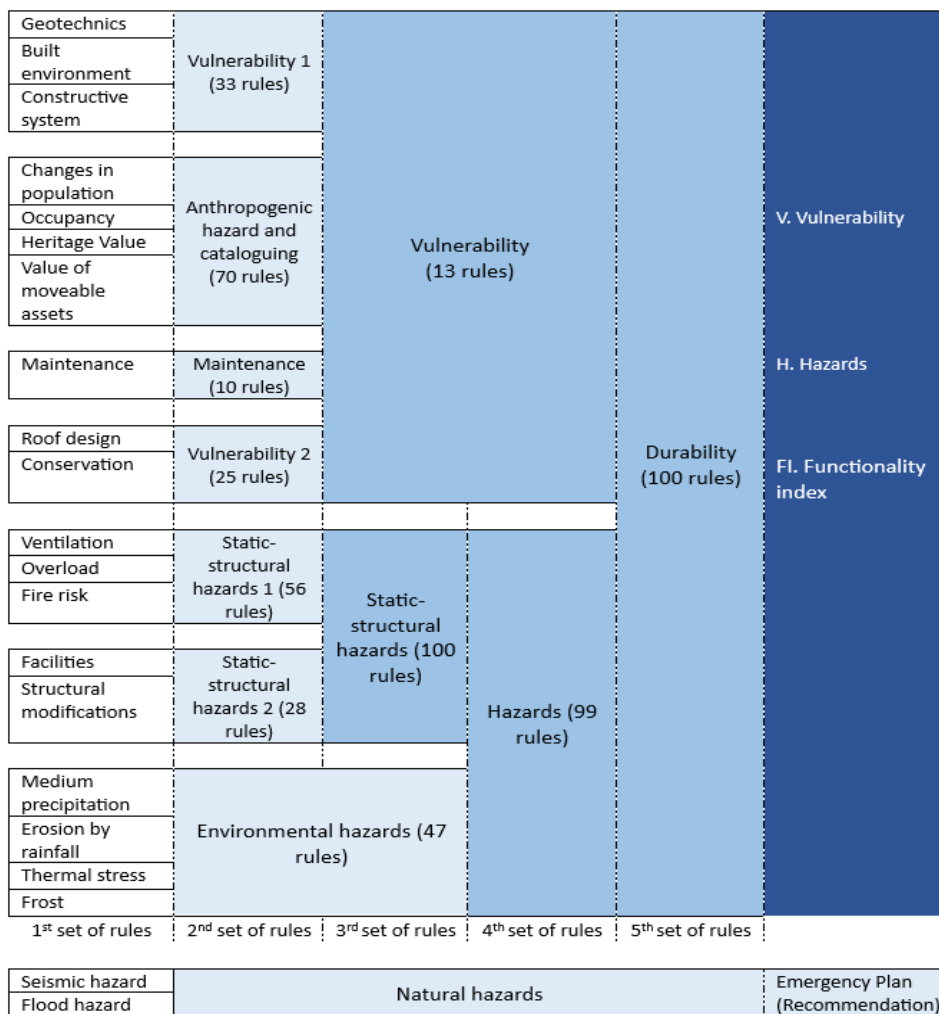 Geotechnics
Built
environment
Constructive
system
Vulnerability 1
(33 rules)
Changes in
population
Occupancy
Heritage Value
Value of
moveable
assets
Anthropogenic
hazard and
cataloguing
(70 rules)
Maintenance
Maintenance
(10 rules)
Roof design
Conservation
Vulnerability 2
(25 rules)
Vulnerability
(13 rules)
Ventilation
Overload
Fire risk
Static-
structural
hazards 1 (56
rules)
Facilities
Structural
modifications
Static-
structural
hazards 2 (28
rules)
Static-
structural
hazards (100
rules)
Medium
precipitation
Erosion by
rainfall
Thermal stress
Frost
Environmental hazards (47
rules)
Hazards (99
rules)
Durability
(100 rules)
V. Vulnerability
H. Hazards
FI. Functionality
index
1st set of rules
2nd set of rules
3rd set of rules
4th set of rules
5th set of rules
Seismic hazard
Flood hazard
Natural hazards
Emergency Plan
(Recommendation)